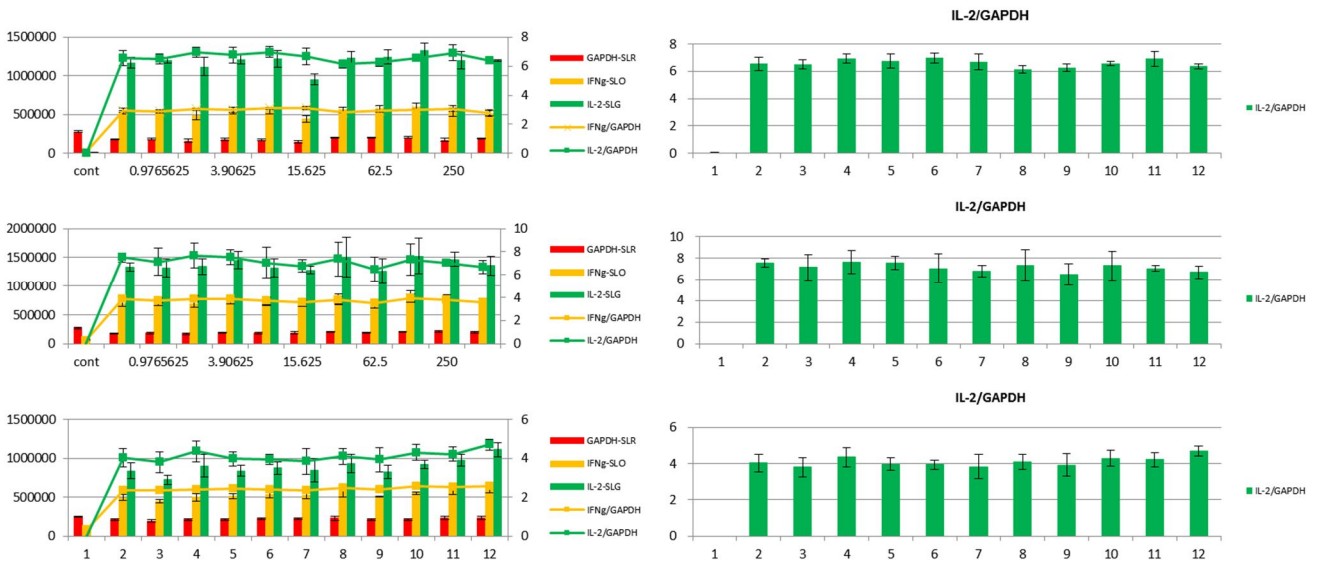 IL-2/GAPDH
1500000
1000000
500000
0
8
6
4
2
0
cont 0.9765625 3.90625 15.625 62.5 250
GAPDH-SLR
IFNg-SLO
IL-2-SLG
IFNg/GAPDH
IL-2/GAPDH
8
6
4
2
0
1 2 3 4 5 6 7 8 9 10 11 12
IL-2/GAPDH
IL-2/GAPDH
2000000
1500000
1000000
500000
0
10
8
6
4
2
0
cont 0.9765625 3.90625 15.625 62.5 250
GAPDH-SLR
IFNg-SLO
IL-2-SLG
IFNg/GAPDH
IL-2/GAPDH
10
8
6
4
2
0
1 2 3 4 5 6 7 8 9 10 11 12
IL-2/GAPDH
IL-2/GAPDH
1500000
1000000
500000
0
6
4
2
0
1 2 3 4 5 6 7 8 9 10 11 12
GAPDH-SLR
IFNg-SLO
IL-2-SLG
IFNg/GAPDH
IL-2/GAPDH
6
4
2
0
1 2 3 4 5 6 7 8 9 10 11 12
IL-2/GAPDH